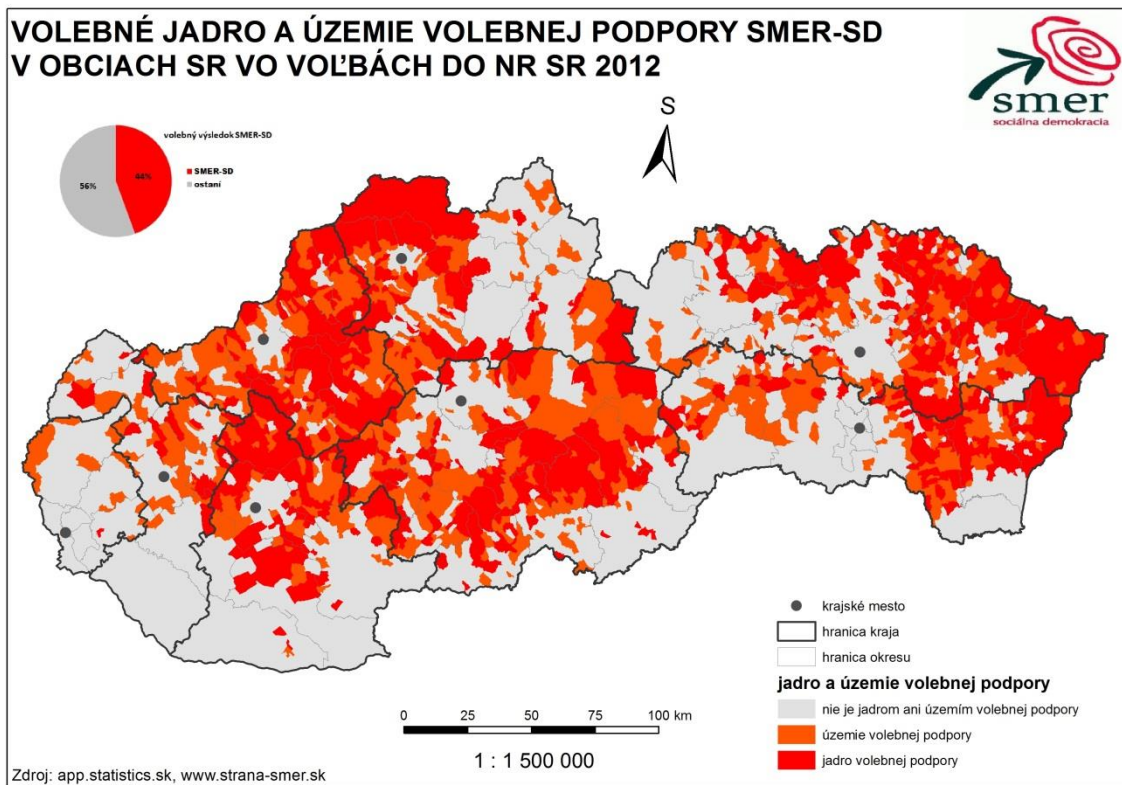 VOLEBNÉ JADRO A ÚZEMIE VOLEBNEJ PODPORY SMER-SD
V OBCIACH SR VO VOĽBÁCH DO NR SR 2012
smer
sociálna demokracia
volebný výsledok SMER-SD
44%
56%
SMER-SD
ostaní
S
krajské mesto
hranica kraja
hranica okresu
jadro a územie volebnej podpory
nie je jadrom ani územím volebnej podpory
územie volebnej podpory
jadro volebnej podpory
0 25 50 75 100 km
1 : 1 500 000
Zdroj: app.statistics.sk, www.strana-smer.sk